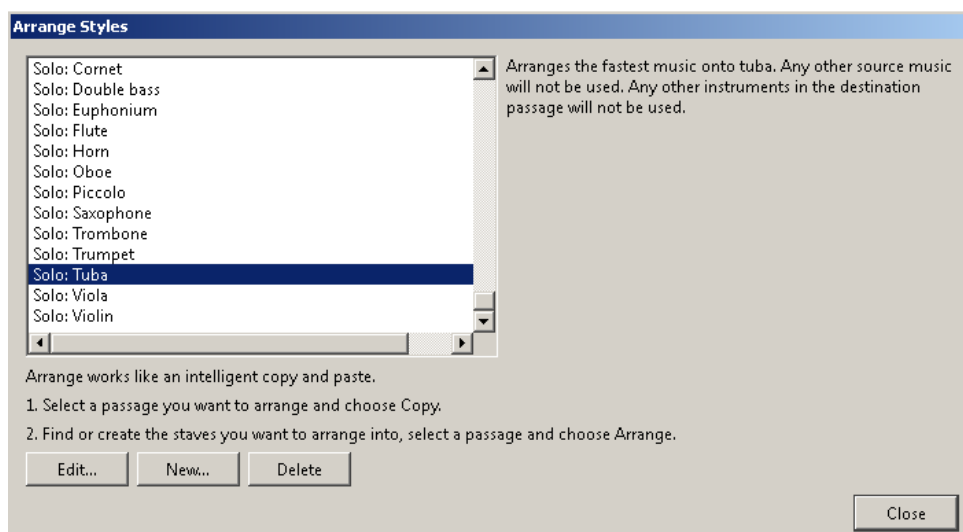 Arrange Styles
Solo: Cornet
Solo: Double bass
Solo: Euphonium
Solo: Flute
Solo: Horn
Solo: Oboe
Solo: Piccolo
Solo: Saxophone
Solo: Trombone
Solo: Trumpet
Solo: Tuba
Solo: Viola
Solo: Violin
Arranges the fastest music onto tuba. Any other source music
will not be used. Any other instruments in the destination
passage will not be used.
Arrange works like an intelligent copy and paste.
1. Select a passage you want to arrange and choose Copy.
2. Find or create the staves you want to arrange into, select a passage and choose Arrange.
Edit... New... Delete
Close